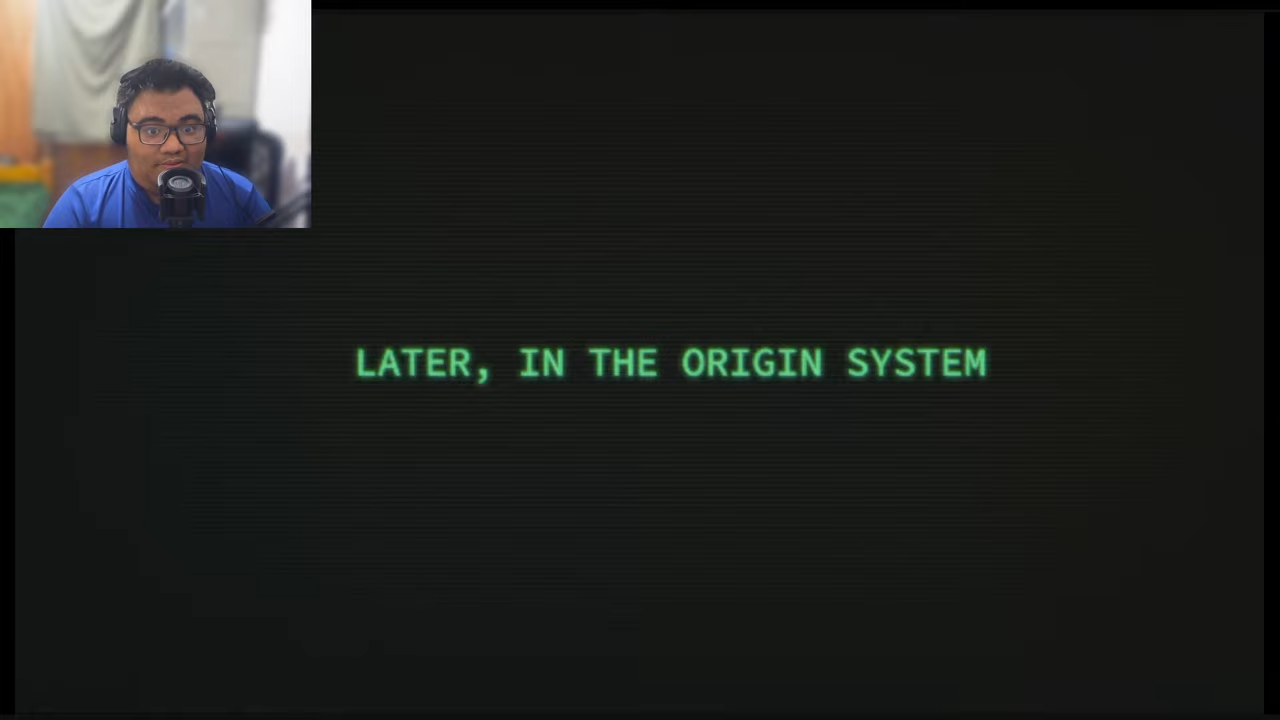 LATER, IN THE ORIGIN SYSTEM